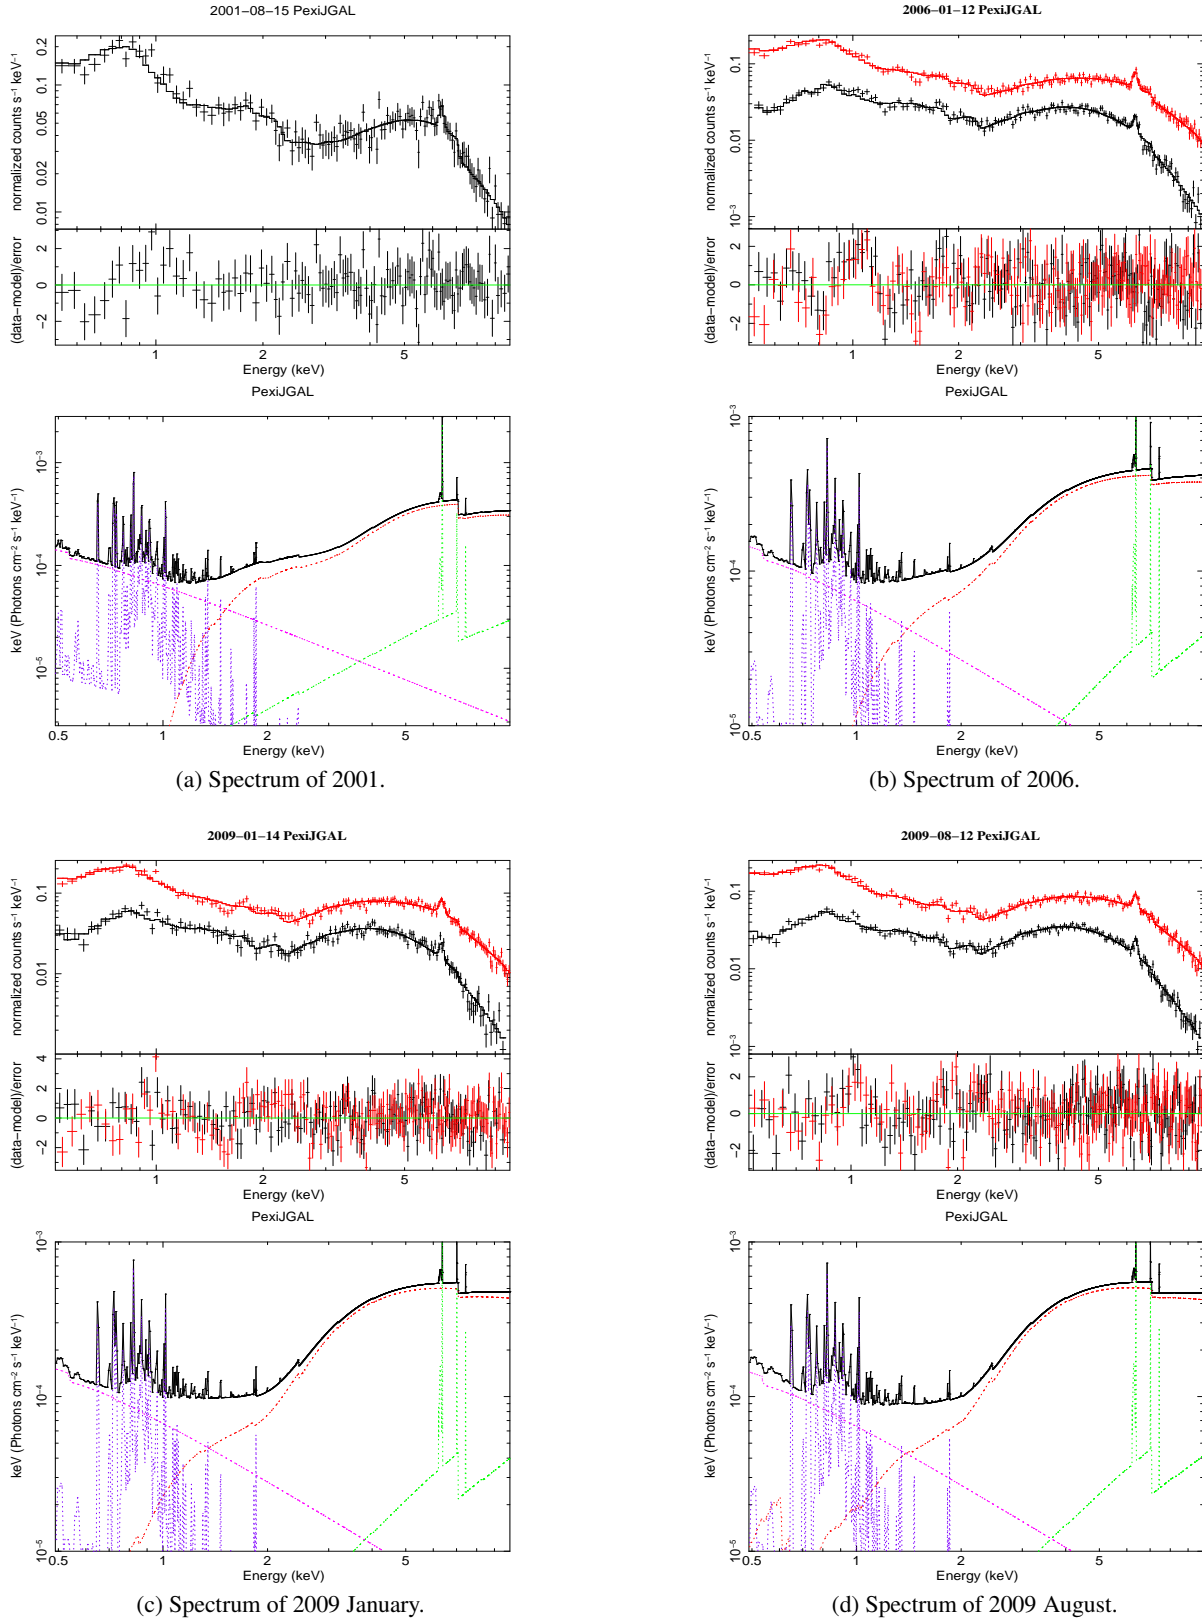 2001−08−15 PexiJGAL
normalized counts s⁻¹ keV⁻¹
0.2
0.1
0.05
0.02
0.01
(data−model)/error
2
0
−2
1
2
5
Energy (keV)
PexiJGAL
keV (Photons cm⁻² s⁻¹ keV⁻¹)
10⁻³
10⁻⁴
10⁻⁵
0.5
1
2
5
Energy (keV)
(a) Spectrum of 2001.
2006−01−12 PexiJGAL
normalized counts s⁻¹ keV⁻¹
0.1
0.01
10⁻³
(data−model)/error
2
0
−2
1
2
5
Energy (keV)
PexiJGAL
keV (Photons cm⁻² s⁻¹ keV⁻¹)
10⁻³
10⁻⁴
10⁻⁵
0.5
1
2
5
Energy (keV)
(b) Spectrum of 2006.
2009−01−14 PexiJGAL
normalized counts s⁻¹ keV⁻¹
0.1
0.01
(data−model)/error
4
2
0
−2
1
2
5
Energy (keV)
PexiJGAL
keV (Photons cm⁻² s⁻¹ keV⁻¹)
10⁻³
10⁻⁴
10⁻⁵
0.5
1
2
5
Energy (keV)
(c) Spectrum of 2009 January.
2009−08−12 PexiJGAL
normalized counts s⁻¹ keV⁻¹
0.1
0.01
10⁻³
(data−model)/error
2
0
−2
1
2
5
Energy (keV)
PexiJGAL
keV (Photons cm⁻² s⁻¹ keV⁻¹)
10⁻³
10⁻⁴
10⁻⁵
0.5
1
2
5
Energy (keV)
(d) Spectrum of 2009 August.